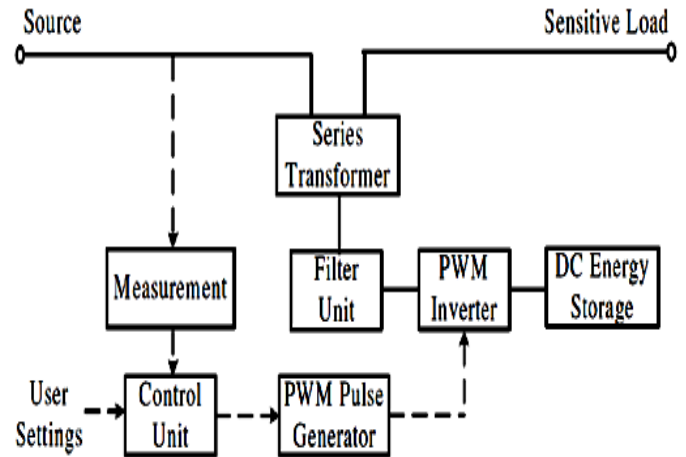 Source
Sensitive Load
Series
Transformer
Measurement
Filter
Unit
PWM
Inverter
DC Energy
Storage
User
Settings
Control
Unit
PWM Pulse
Generator